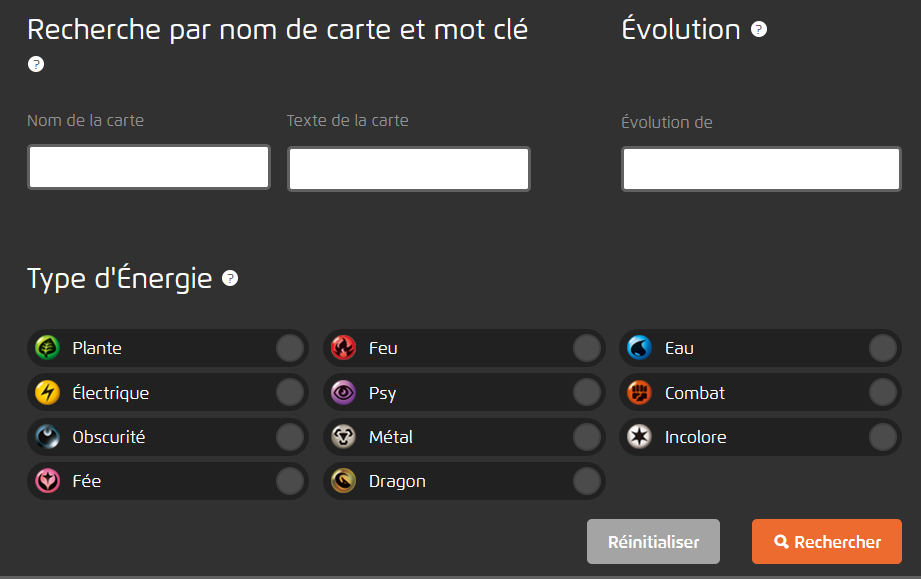 Recherche par nom de carte et mot clé
?
Évolution ?
Nom de la carte
Texte de la carte
Évolution de
Type d'Énergie ?
Plante
Feu
Eau
Électrique
Psy
Combat
Obscurité
Métal
Incolore
Fée
Dragon
Réinitialiser
Rechercher